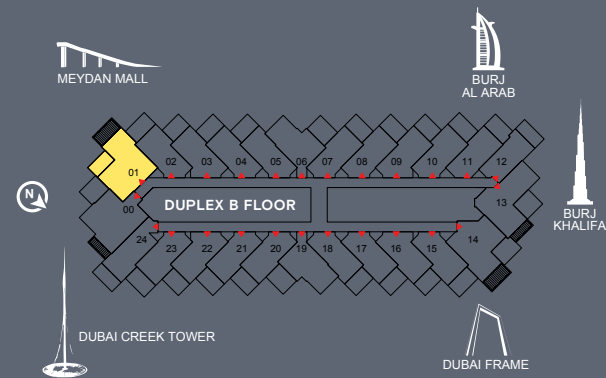 MEYDAN MALL
BURJ
AL ARAB
01
02
03
04
05
06
07
08
09
10
11
12
N
00
DUPLEX B FLOOR
13
BURJ
KHALIFA
24
23
22
21
20
19
18
17
16
15
14
DUBAI CREEK TOWER
DUBAI FRAME